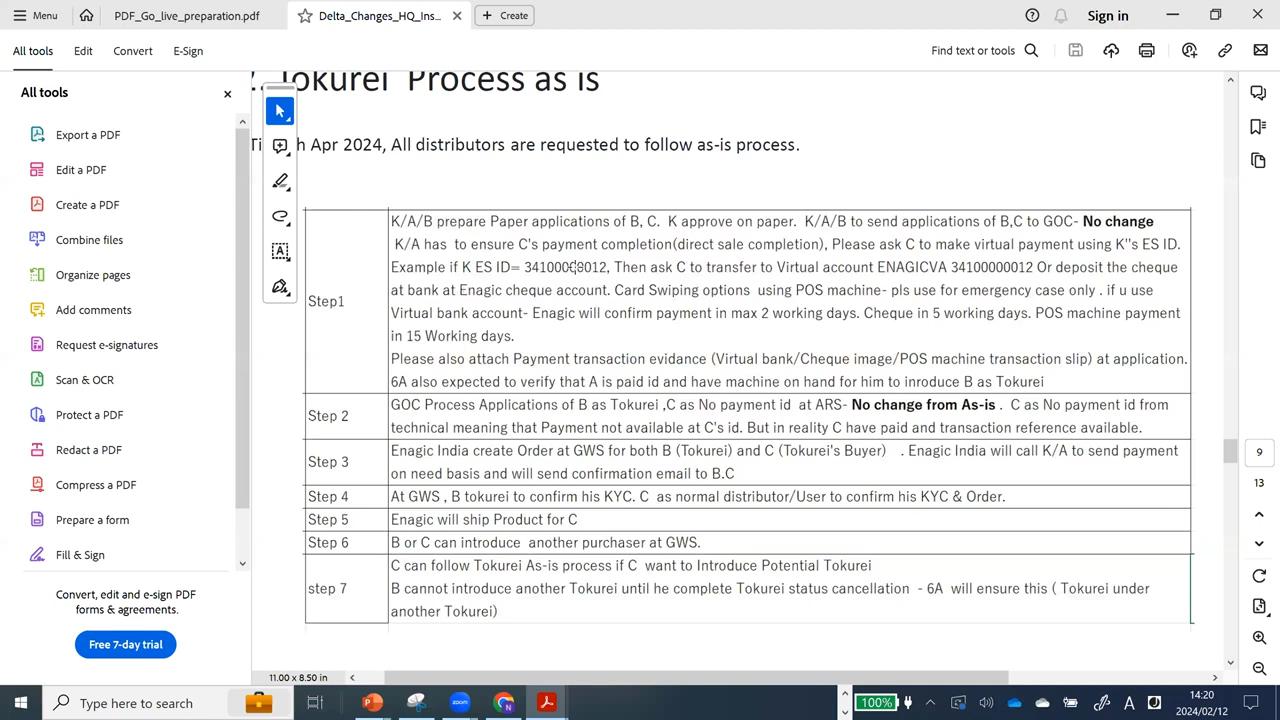 Menu
PDF_Go_live_preparation.pdf
Delta_Changes_HQ_Ins...
Create
Sign in
All tools
Edit
Convert
E-Sign
Find text or tools
All tools
Export a PDF
Edit a PDF
Create a PDF
Combine files
Organize pages
Add comments
Request e-signatures
Scan & OCR
Protect a PDF
Redact a PDF
Compress a PDF
Prepare a form
Fill & Sign
Convert, edit and e-sign PDF
forms & agreements.
Free 7-day trial
Tokurei Process as is
Apr 2024, All distributors are requested to follow as-is process.
Step1
K/A/B prepare Paper applications of B, C. K approve on paper. K/A/B to send applications of B,C to GOC- No change
K/A has to ensure C's payment completion(direct sale completion), Please ask C to make virtual payment using K"s ES ID.
Example if K ES ID= 34100000012, Then ask C to transfer to Virtual account ENAGICVA 34100000012 Or deposit the cheque
at bank at Enagic cheque account. Card Swiping options using POS machine- pls use for emergency case only . if u use
Virtual bank account- Enagic will confirm payment in max 2 working days. Cheque in 5 working days. POS machine payment
in 15 Working days.
Please also attach Payment transaction evidence (Virtual bank/Cheque image/POS machine transaction slip) at application.
6A also expected to verify that A is paid id and have machine on hand for him to inroduce B as Tokurei
Step 2
GOC Process Applications of B as Tokurei ,C as No payment id at ARS- No change from As-is . C as No payment id from
technical meaning that Payment not available at C's id. But in reality C have paid and transaction reference available.
Step 3
Enagic India create Order at GWS for both B (Tokurei) and C (Tokurei's Buyer) . Enagic India will call K/A to send payment
on need basis and will send confirmation email to B.C
Step 4
At GWS , B tokurei to confirm his KYC. C as normal distributor/User to confirm his KYC & Order.
Step 5
Enagic will ship Product for C
Step 6
B or C can introduce another purchaser at GWS.
step 7
C can follow Tokurei As-is process if C want to Introduce Potential Tokurei
B cannot introduce another Tokurei until he complete Tokurei status cancellation - 6A will ensure this ( Tokurei under
another Tokurei)
9
13
11.00 x 8.50 in
Type here to search
zoom
100%
A
14:20
2024/02/12